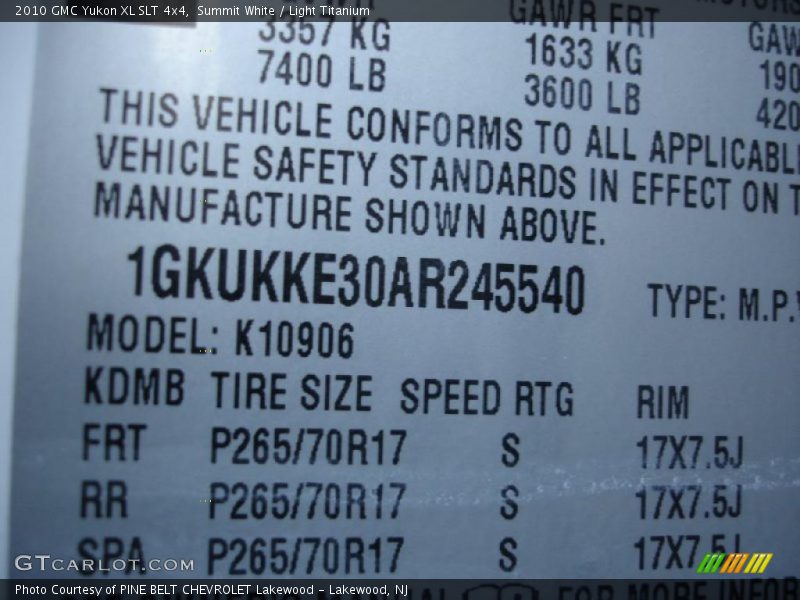 2010 GMC Yukon XL SLT 4x4, Summit White / Light Titanium
GAWR FRT
3357 KG 1633 KG
7400 LB 3600 LB
THIS VEHICLE CONFORMS TO ALL
VEHICLE SAFETY STANDARDS IN EFFECT ON
MANUFACTURE SHOWN ABOVE.
1GKUKKE30AR245540 TYPE: M.P.
MODEL: K10906
KDMB TIRE SIZE SPEED RTG RIM
FRT P265/70R17 S 17X7.5J
RR P265/70R17 S 17X7.5J
SPA P265/70R17 S 17X7.5J
GTcarlot.com
Photo Courtesy of PINE BELT CHEVROLET Lakewood - Lakewood, NJ